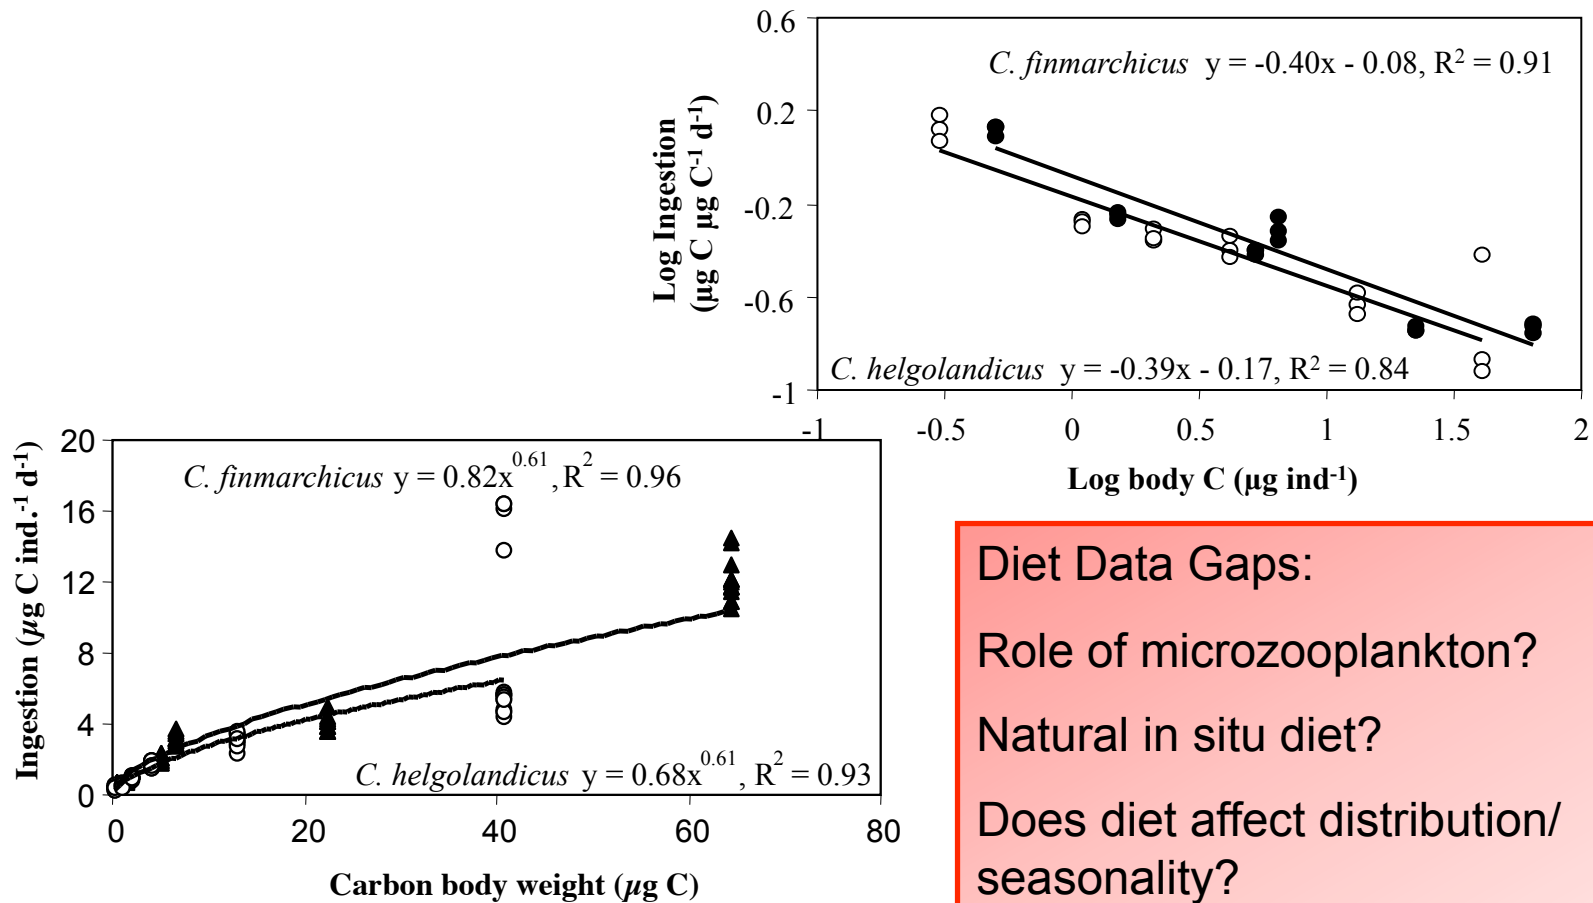 0.6
C. finmarchicus y = -0.40x - 0.08, R² = 0.91
0.2
-0.2
-0.6
-1
Log Ingestion
(µg C µg C⁻¹ d⁻¹)
C. helgolandicus y = -0.39x - 0.17, R² = 0.84
-1 -0.5 0 0.5 1 1.5 2
Log body C (µg ind⁻¹)
20
C. finmarchicus y = 0.82x^0.61, R² = 0.96
16
12
8
4
0
Ingestion (µg C ind.⁻¹ d⁻¹)
C. helgolandicus y = 0.68x^0.61, R² = 0.93
0 20 40 60 80
Carbon body weight (µg C)
Diet Data Gaps:
Role of microzooplankton?
Natural in situ diet?
Does diet affect distribution/
seasonality?